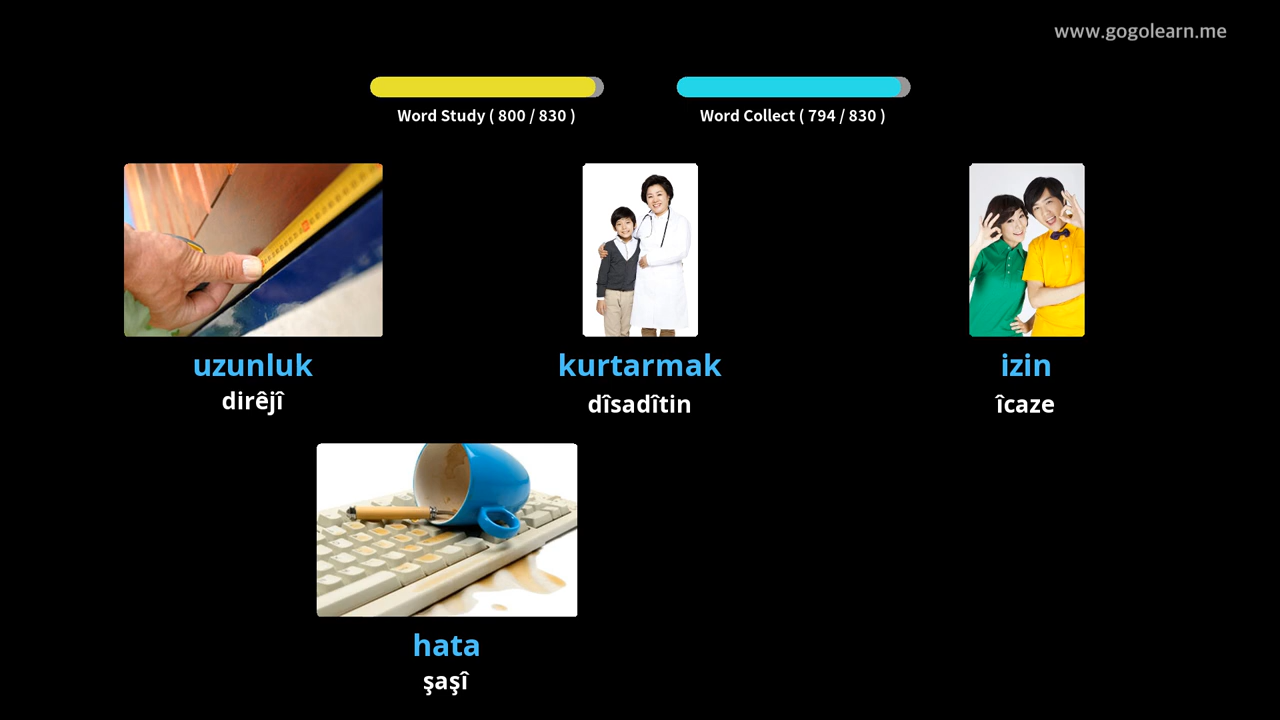 www.gogolearn.me
Word Study ( 800 / 830 )
Word Collect ( 794 / 830 )
uzunluk
dirêjî
kurtarmak
dîsadîtin
izin
îcaze
hata
şaşî